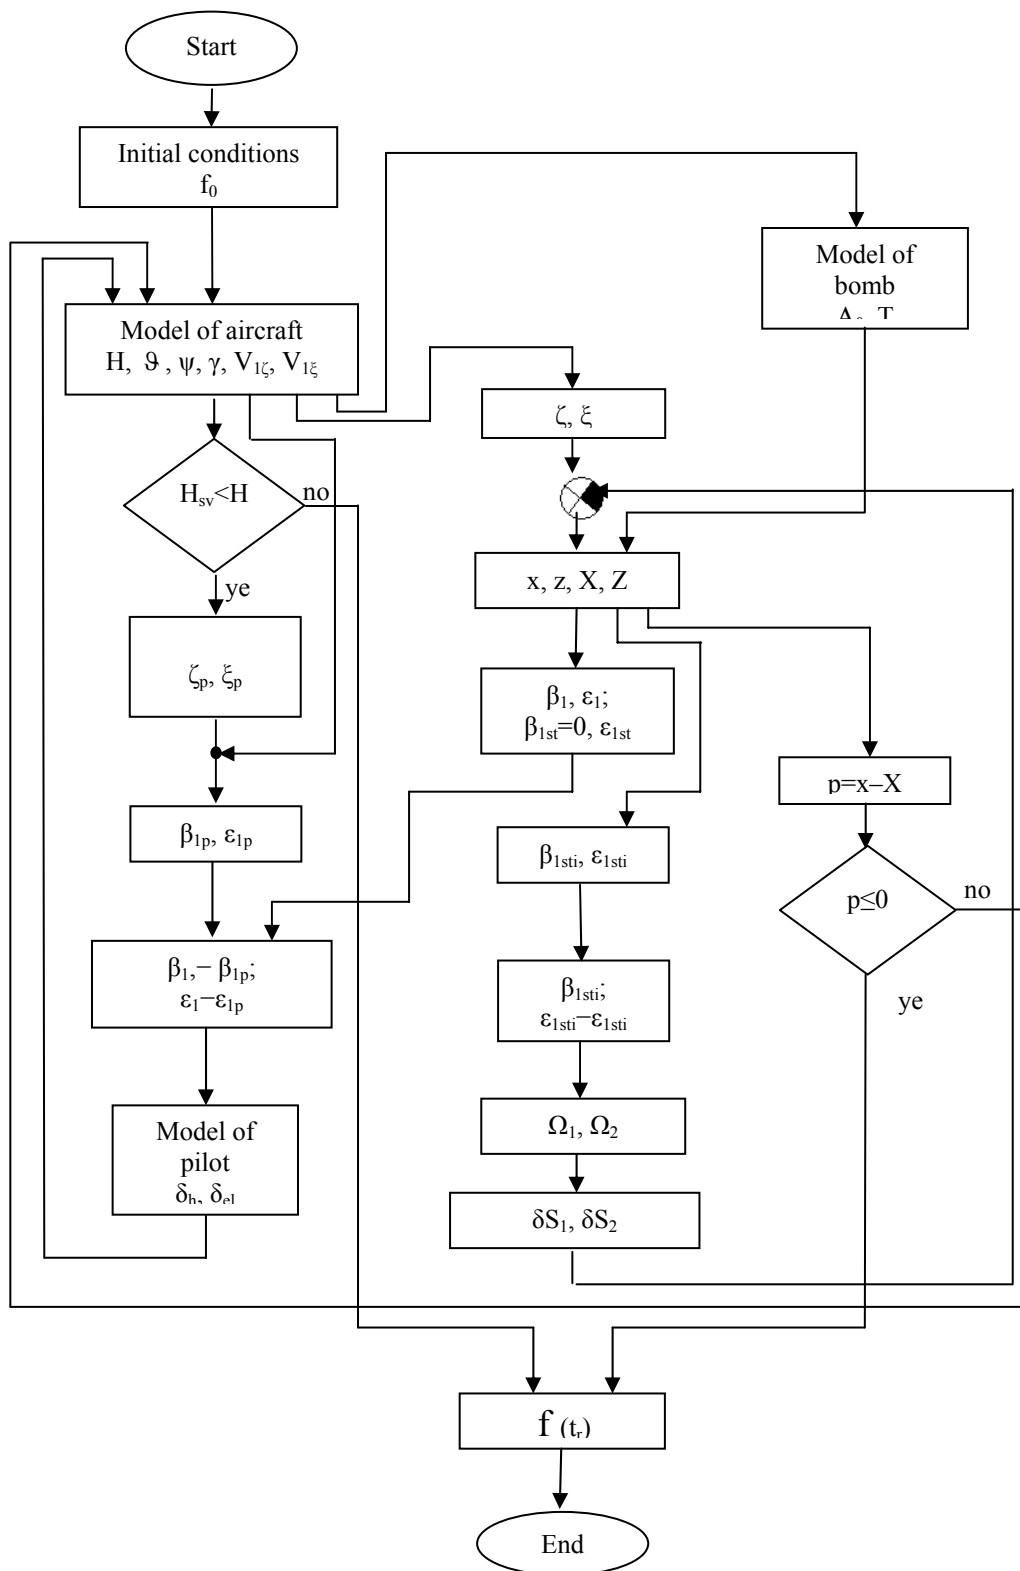 Start
Initial conditions
f₀
Model of aircraft
H, ϑ, ψ, γ, V₁ζ, V₁ξ
Model of
bomb
ζ, ξ
Hsv<H
no
ye
x, z, X, Z
ζp, ξp
β₁, ε₁;
β₁st=0, ε₁st
p=x–X
β₁p, ε₁p
β₁sti, ε₁sti
p≤0
no
ye
β₁,– β₁p;
ε₁–ε₁p
β₁sti;
ε₁sti–ε₁sti
Ω₁, Ω₂
Model of
pilot
δh, δel
δS₁, δS₂
f (tr)
End